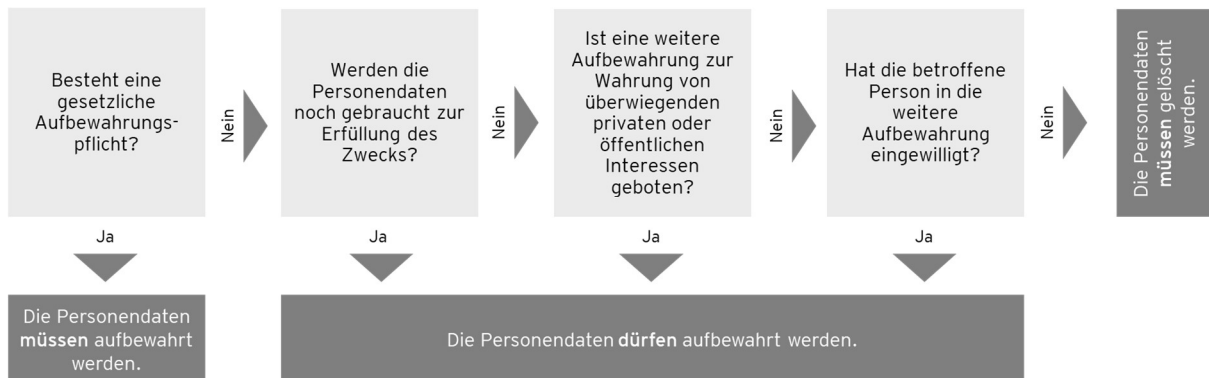 Besteht eine
gesetzliche
Aufbewahrungs-
pflicht?
Nein
Werden die
Personendaten
noch gebraucht zur
Erfüllung des
Zwecks?
Nein
Ist eine weitere
Aufbewahrung zur
Wahrung von
überwiegenden
privaten oder
öffentlichen
Interessen
geboten?
Nein
Hat die betroffene
Person in die
weitere
Aufbewahrung
eingewilligt?
Nein
Die Personendaten
müssen gelöscht
werden.
Ja
Ja
Ja
Ja
Die Personendaten
müssen aufbewahrt
werden.
Die Personendaten dürfen aufbewahrt werden.